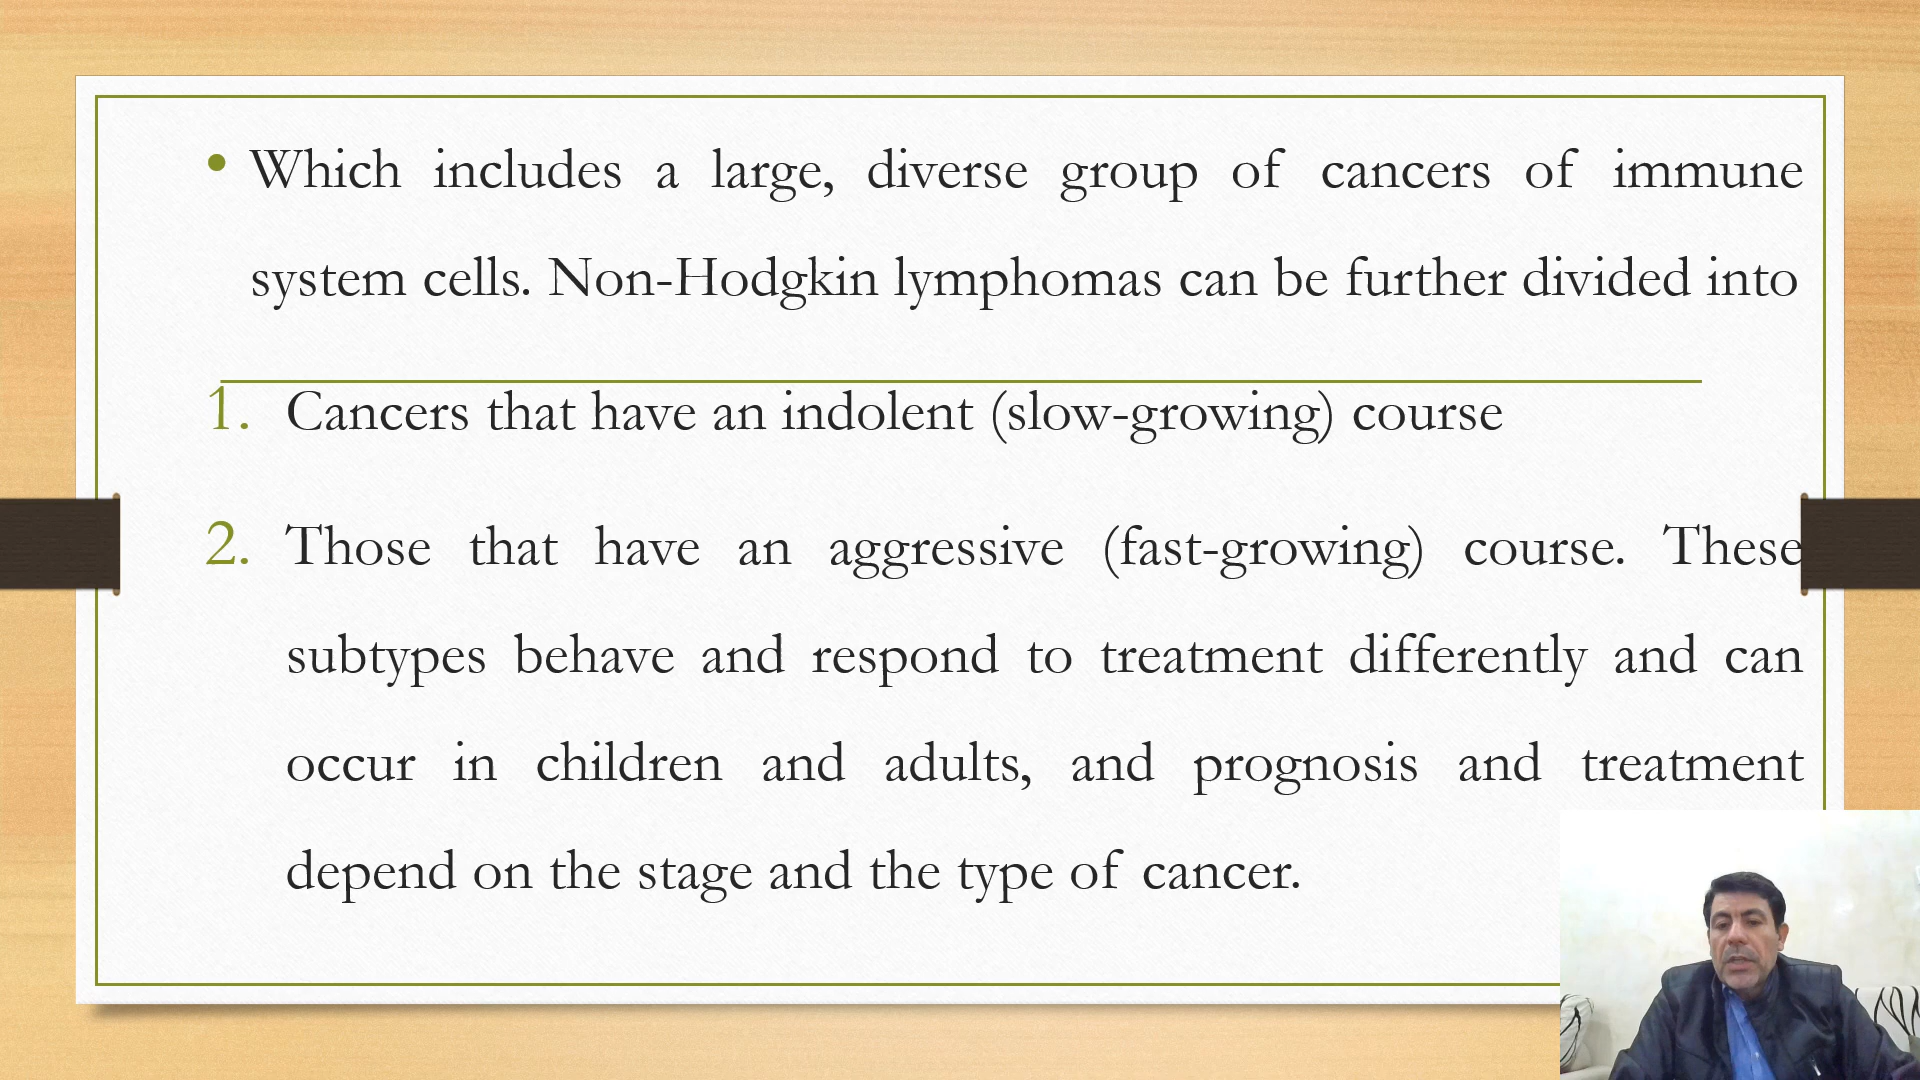 • Which includes a large, diverse group of cancers of immune
system cells. Non-Hodgkin lymphomas can be further divided into
1. Cancers that have an indolent (slow-growing) course
2. Those that have an aggressive (fast-growing) course. These
subtypes behave and respond to treatment differently and can
occur in children and adults, and prognosis and treatment
depend on the stage and the type of cancer.